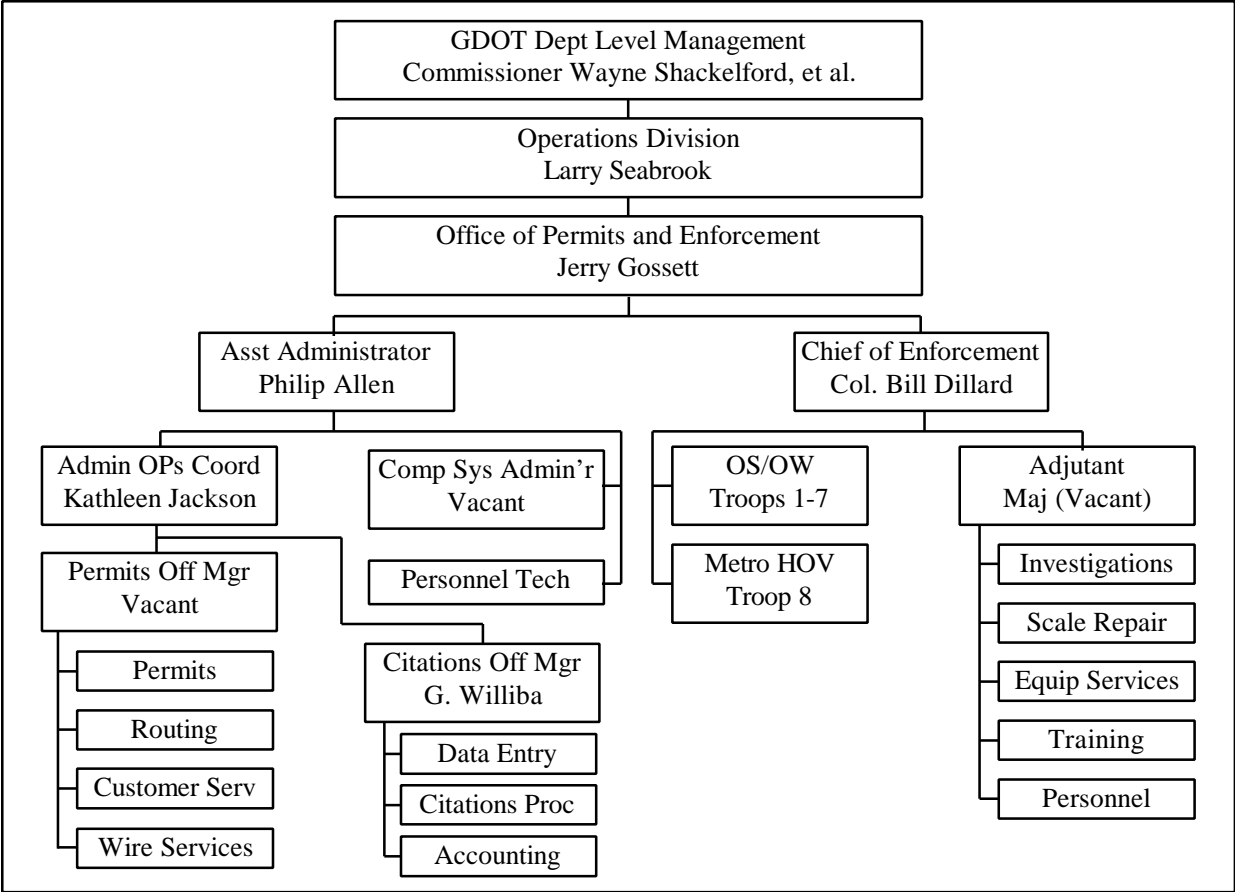 GDOT Dept Level Management
Commissioner Wayne Shackelford, et al.
Operations Division
Larry Seabrook
Office of Permits and Enforcement
Jerry Gossett
Asst Administrator
Philip Allen
Chief of Enforcement
Col. Bill Dillard
Admin OPs Coord
Kathleen Jackson
Comp Sys Admin’r
Vacant
OS/OW
Troops 1-7
Adjutant
Maj (Vacant)
Permits Off Mgr
Vacant
Personnel Tech
Metro HOV
Troop 8
Investigations
Scale Repair
Equip Services
Training
Personnel
Permits
Routing
Customer Serv
Wire Services
Citations Off Mgr
G. Williba
Data Entry
Citations Proc
Accounting